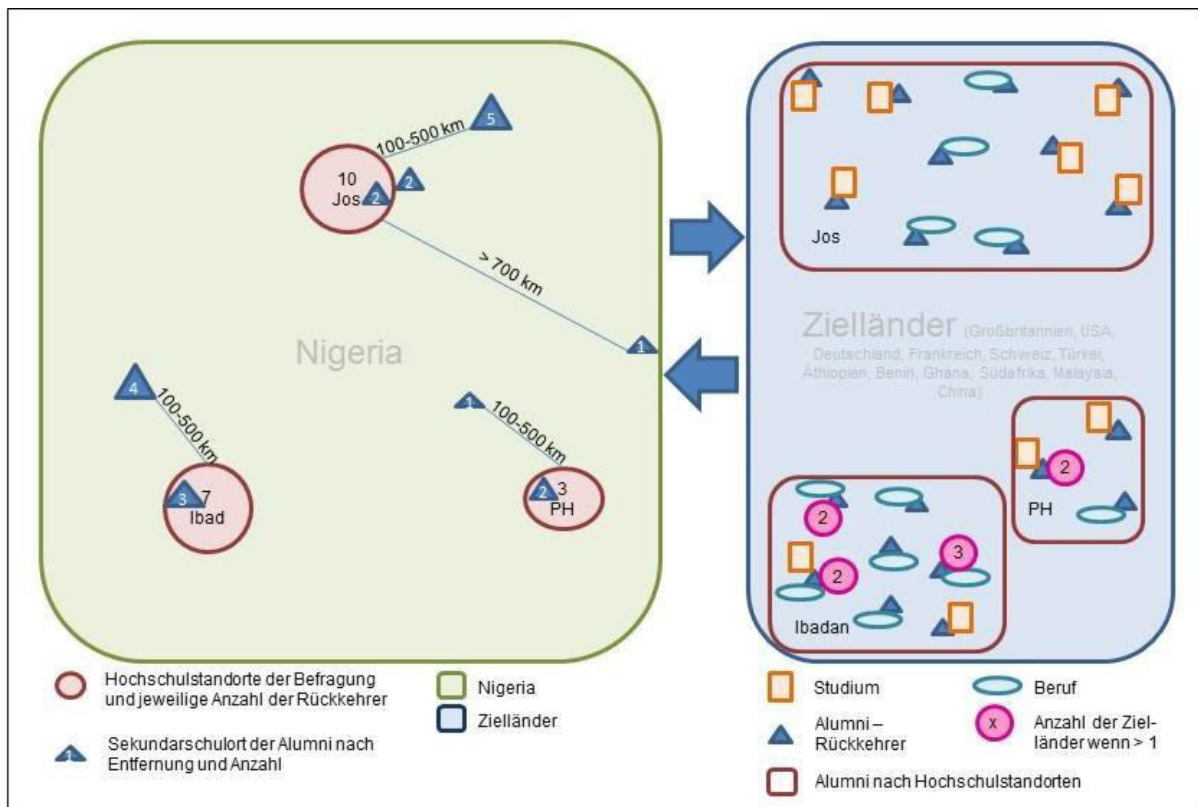 100-500 km
5
10
Jos
2
2
> 700 km
1
Nigeria
4
100-500 km
3
7
Ibad
1
100-500 km
2
3
PH
Jos
Zielländer (Großbritannien, USA,
Deutschland, Frankreich, Schweiz, Türkei,
Äthiopien, Benin, Ghana, Südafrika, Malaysia,
China)
2
PH
2
3
2
Ibadan
Hochschulstandorte der Befragung
und jeweilige Anzahl der Rückkehrer
1
Sekundarschulort der Alumni nach
Entfernung und Anzahl
Nigeria
Zielländer
Studium
Alumni –
Rückkehrer
Beruf
x
Anzahl der Ziel-
länder wenn > 1
Alumni nach Hochschulstandorten